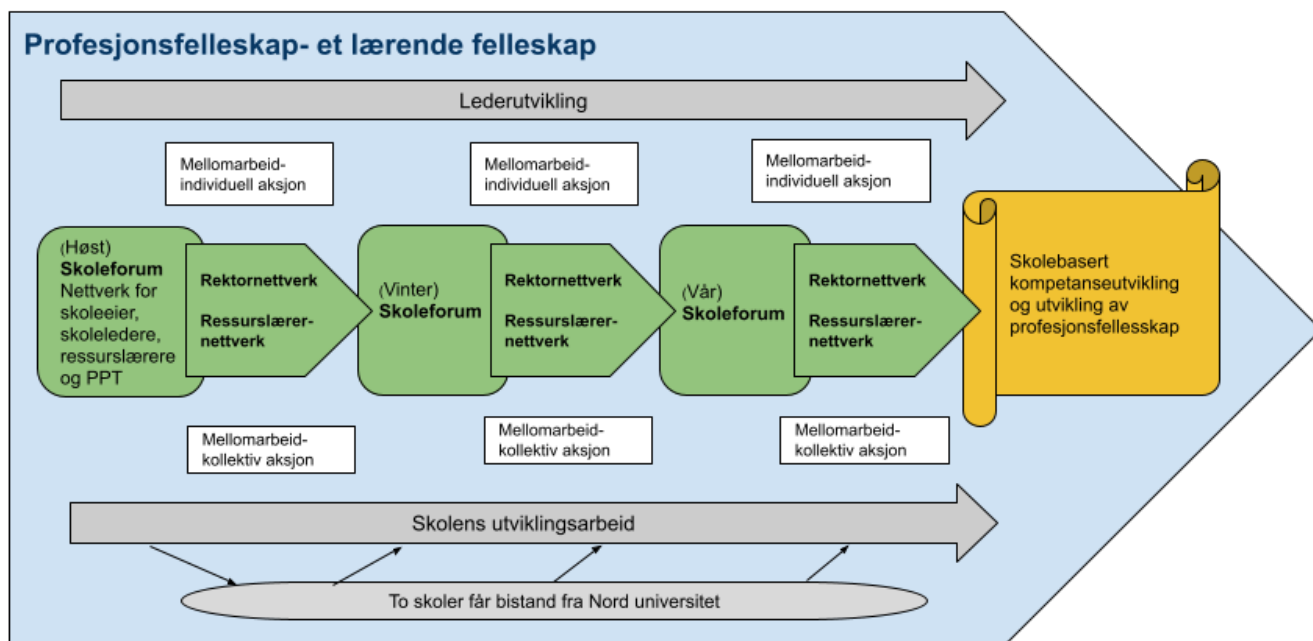 Profesjonsfelleskap- et lærende felleskap
Lederutvikling
Mellomarbeid-
individuell aksjon
Mellomarbeid-
individuell aksjon
Mellomarbeid-
individuell aksjon
(Høst)
Skoleforum
Nettverk for
skoleeier,
skoleledere,
ressurslærere
og PPT
Rektornettverk
Ressurslærer-
nettverk
(Vinter)
Skoleforum
Rektornettverk
Ressurslærer-
nettverk
(Vår)
Skoleforum
Rektornettverk
Ressurslærer-
nettverk
Skolebasert
kompetanseutvikling
og utvikling av
profesjonsfellesskap
Mellomarbeid-
kollektiv aksjon
Mellomarbeid-
kollektiv aksjon
Mellomarbeid-
kollektiv aksjon
Skolens utviklingsarbeid
To skoler får bistand fra Nord universitet